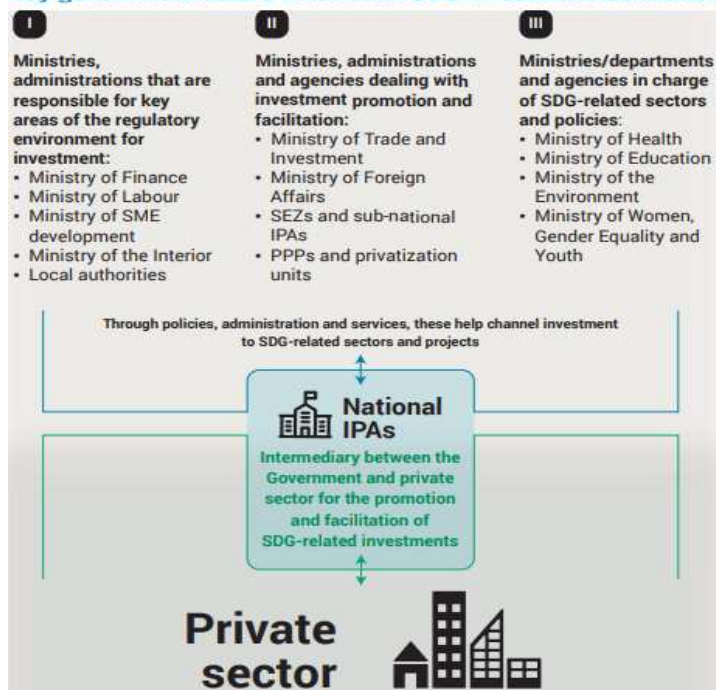 I
Ministries,
administrations that are
responsible for key
areas of the regulatory
environment for
investment:
• Ministry of Finance
• Ministry of Labour
• Ministry of SME
development
• Ministry of the Interior
• Local authorities
II
Ministries, administrations
and agencies dealing with
investment promotion and
facilitation:
• Ministry of Trade and
Investment
• Ministry of Foreign
Affairs
• SEZs and sub-national
IPAs
• PPPs and privatization
units
III
Ministries/departments
and agencies in charge
of SDG-related sectors
and policies:
• Ministry of Health
• Ministry of Education
• Ministry of the
Environment
• Ministry of Women,
Gender Equality and
Youth
Through policies, administration and services, these help channel investment
to SDG-related sectors and projects
National
IPAs
Intermediary between the
Government and private
sector for the promotion
and facilitation of
SDG-related investments
Private
sector